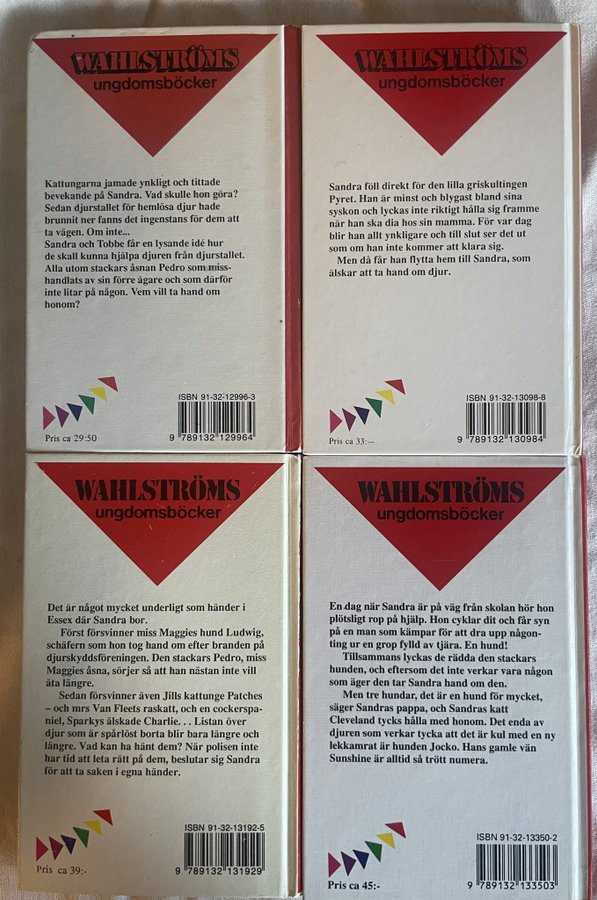 WAHLSTRÖMS
ungdomsböcker
Kattungarna jamade ynkligt och tittade
bevekande på Sandra. Vad skulle hon göra?
Sedan djurstallet för hemlösa djur hade
brunnit ner fanns det ingenstans för dem att
ta vägen. Om inte...
Sandra och Tobbe får en lysande idé hur
de skall kunna hjälpa djuren från djurstallet.
Alla utom stackars åsnan Pedro som miss-
handlats av sin förre ägare och som därför
inte litar på någon. Vem vill ta hand om
honom?
Pris ca 29:50
ISBN 91-32-12996-3
9 789132 129964
WAHLSTRÖMS
ungdomsböcker
Sandra föll direkt för den lilla griskultingen
Pyret. Han är minst och blygast bland sina
syskon och lyckas inte riktigt hålla sig framme
när han ska dia hos sin mamma. För var dag
blir han allt ynkligare och till slut ser det ut
som om han inte kommer att klara sig.
Men då får han flytta hem till Sandra, som
älskar att ta hand om djur.
Pris ca 33:—
ISBN 91-32-13098-8
9 789132 130984
WAHLSTRÖMS
ungdomsböcker
Det är något mycket underligt som händer i
Essex där Sandra bor.
Först försvinner miss Maggies hund Ludwig,
schäfern som hon tog hand om efter branden på
djurskyddsföreningen. Den stackars Pedro, miss
Maggies åsna, sörjer så att han nästan inte vill
äta längre.
Sedan försvinner även Jills kattunge Patches
– och mrs Van Fleets raskatt, och en cockerspa-
niel, Sparkys älskade Charlie. . . Listan över
djur som är spårlöst borta blir bara längre och
längre. Vad kan ha hänt dem? När polisen inte
har tid att leta rätt på dem, beslutar sig Sandra
för att ta saken i egna händer.
Pris ca 39:-
ISBN 91-32-13192-5
9 789132 131929
WAHLSTRÖMS
ungdomsböcker
En dag när Sandra är på väg från skolan hör hon
plötsligt rop på hjälp. Hon cyklar dit och får syn
på en man som kämpar för att dra upp någon-
ting ur en grop fylld av tjära. En hund!
Tillsammans lyckas de rädda den stackars
hunden, och eftersom det inte verkar vara någon
som äger den tar Sandra hand om den.
Men tre hundar, det är en hund för mycket,
säger Sandras pappa, och Sandras katt
Cleveland tycks hålla med honom. Det enda av
djuren som verkar tycka att det är kul med en ny
lekkamrat är hunden Jocko. Hans gamle vän
Sunshine är alltid så trött numera.
Pris ca 45:-
ISBN 91-32-13350-2
9 789132 133503